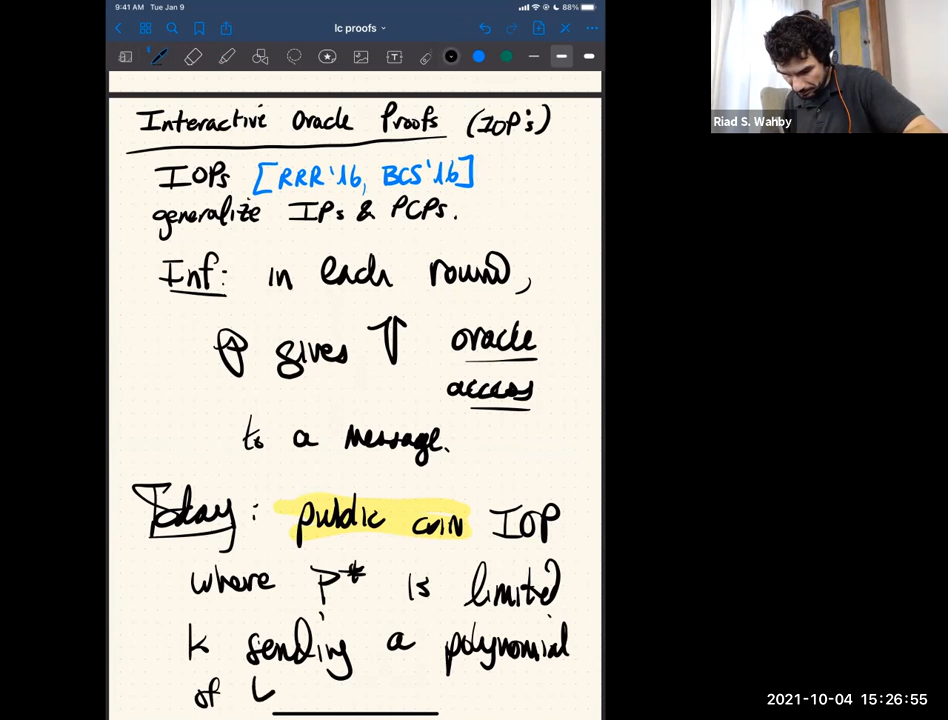 9:41 AM Tue Jan 9
88%
lc proofs
Interactive Oracle Proofs (IOP's)
IOPs [RRR'16, BCS'16]
generalize IPs & PCPs.
Inf: in each round,
P gives V oracle
access
to a message.
Today: public coin IOP
where P* is limited
to sending a polynomial
of
Riad S. Wahby
2021-10-04 15:26:55